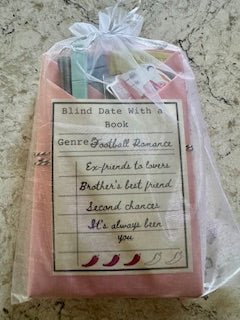 Blind Date With a
Book
Genre: Football Romance
Ex-friends to lovers
Brother's best friend
Second chances
It's always been
you